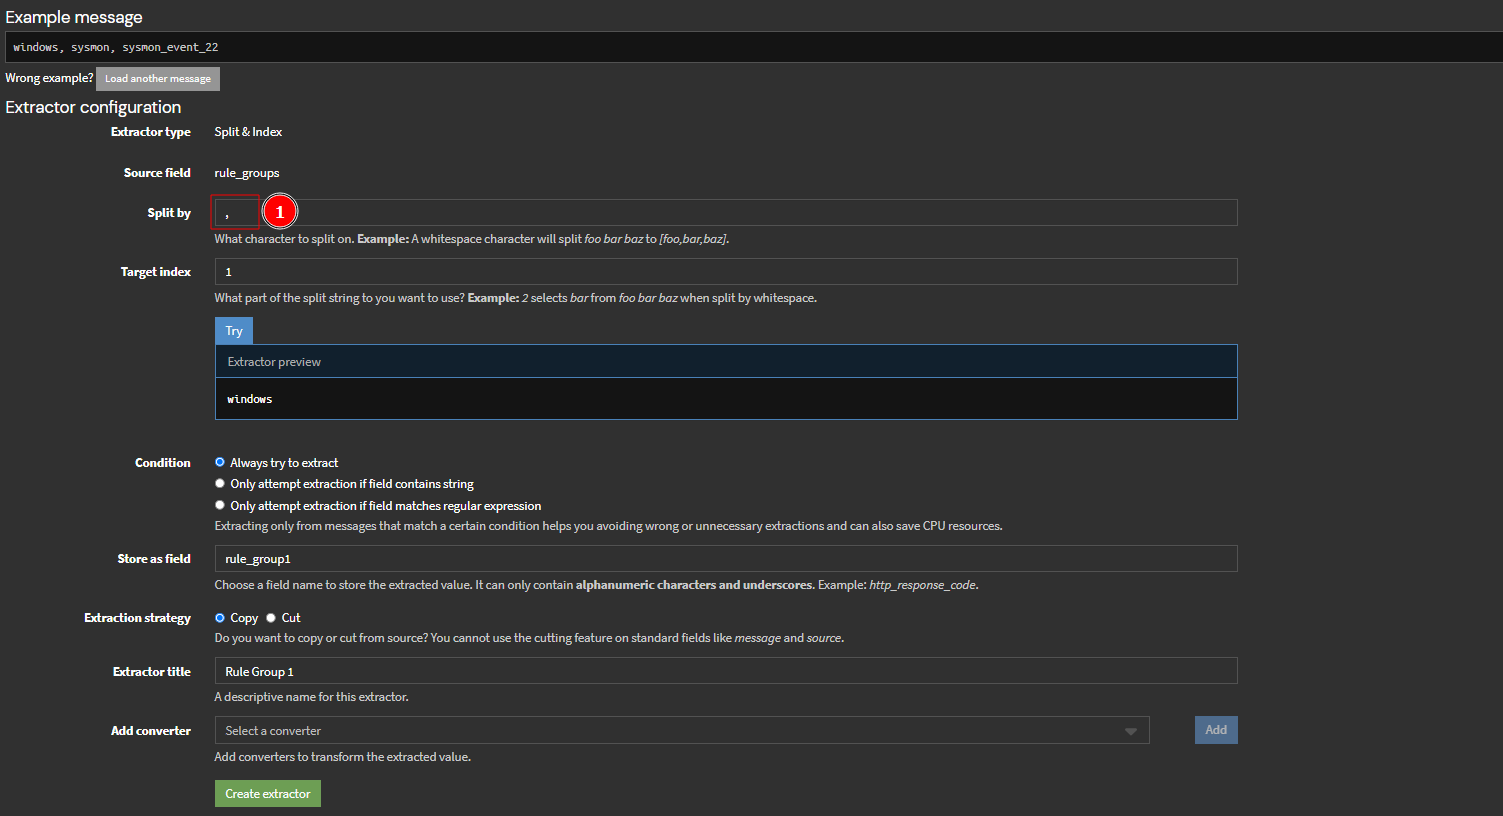 Example message
windows, sysmon, sysmon_event_22
Wrong example? Load another message
Extractor configuration
Extractor type Split & Index
Source field rule_groups
Split by , 1
What character to split on. Example: A whitespace character will split foo bar baz to [foo,bar,baz].
Target index 1
What part of the split string to you want to use? Example: 2 selects bar from foo bar baz when split by whitespace.
Try
Extractor preview
windows
Condition Always try to extract
Only attempt extraction if field contains string
Only attempt extraction if field matches regular expression
Extracting only from messages that match a certain condition helps you avoiding wrong or unnecessary extractions and can also save CPU resources.
Store as field rule_group1
Choose a field name to store the extracted value. It can only contain alphanumeric characters and underscores. Example: http_response_code.
Extraction strategy Copy Cut
Do you want to copy or cut from source? You cannot use the cutting feature on standard fields like message and source.
Extractor title Rule Group 1
A descriptive name for this extractor.
Add converter Select a converter Add
Add converters to transform the extracted value.
Create extractor